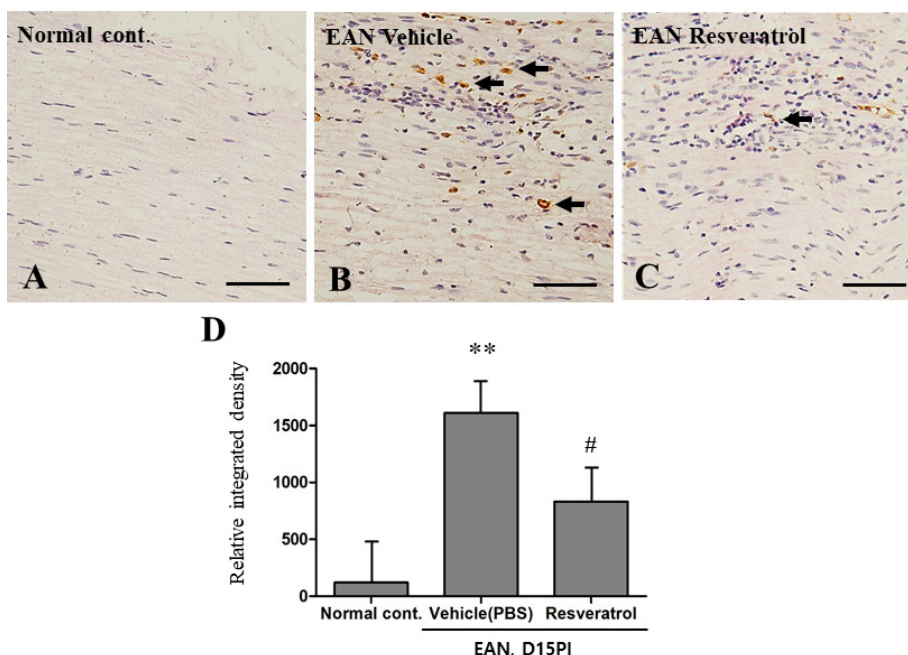 Normal cont.
EAN Vehicle
EAN Resveratrol
A
B
C
D
**
#
2000
1500
1000
500
0
Relative integrated density
Normal cont.
Vehicle(PBS)
Resveratrol
EAN, D15PI